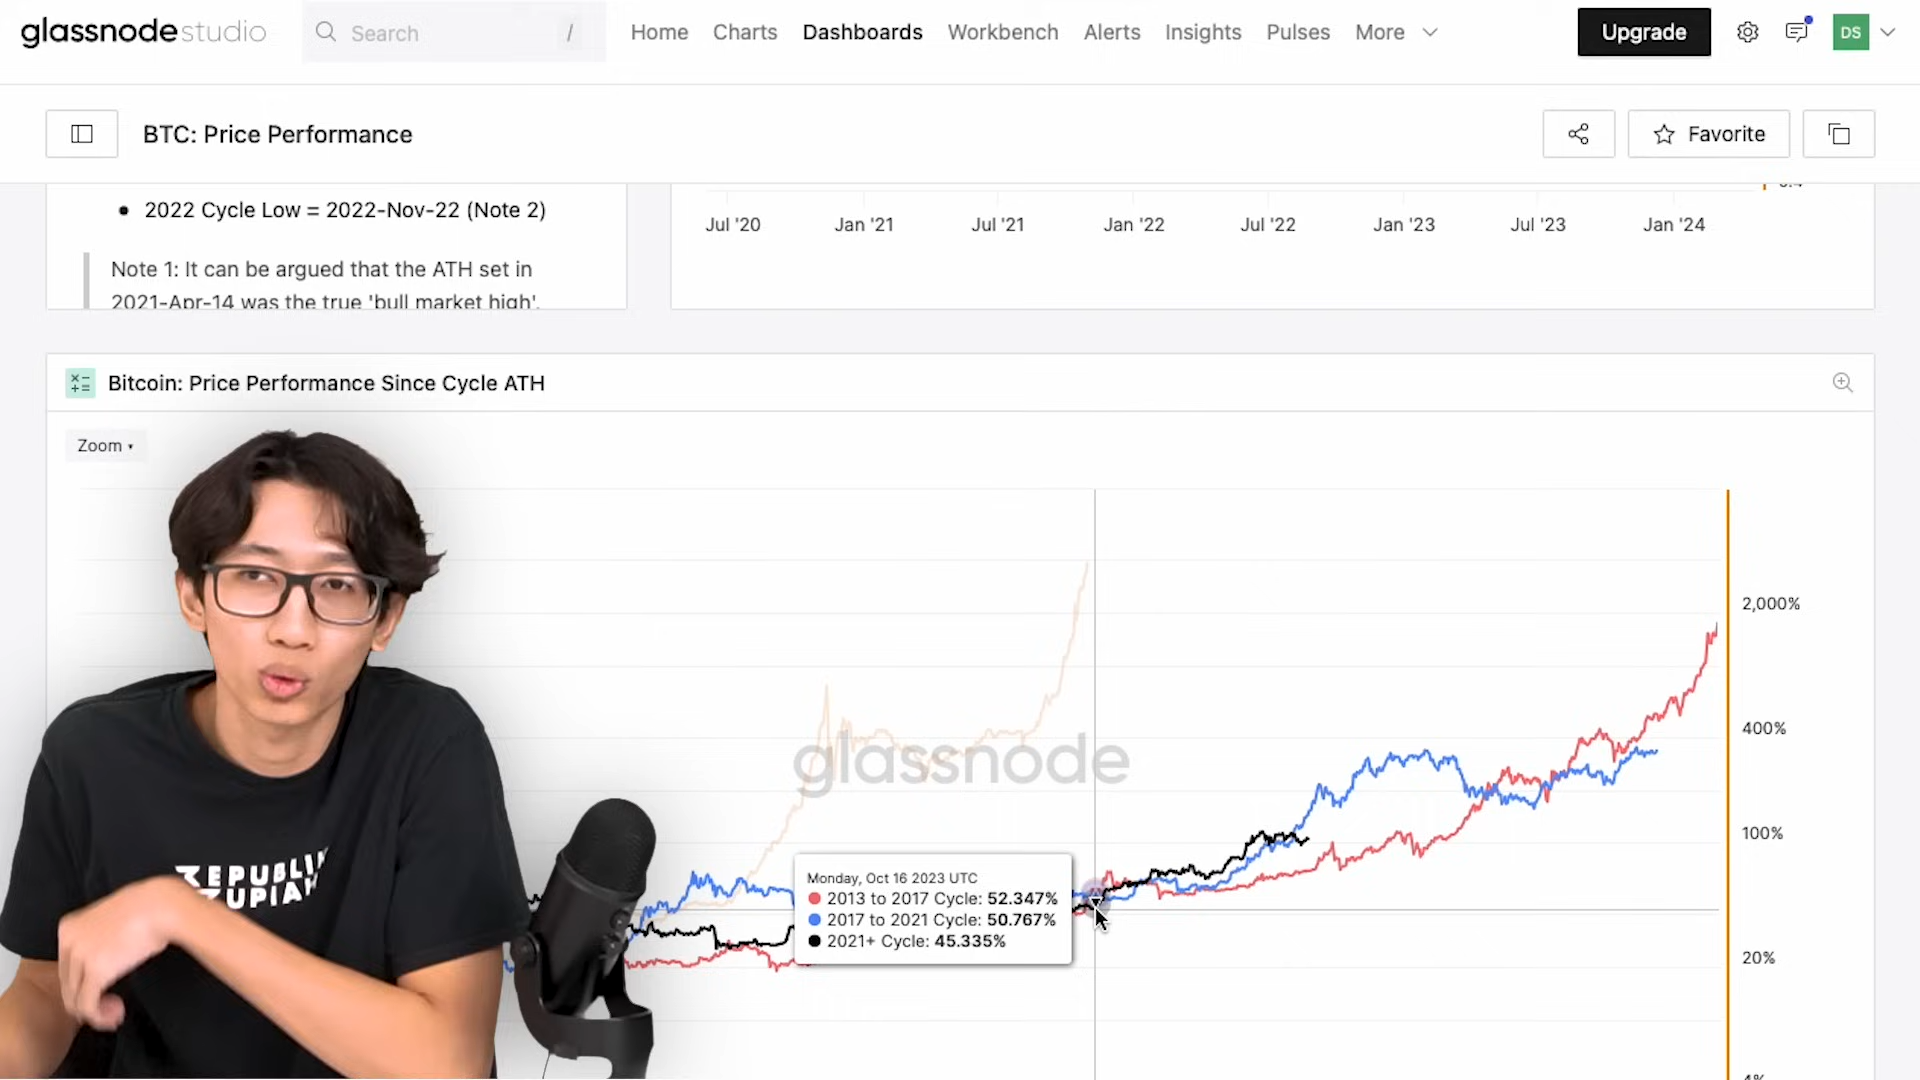 glassnodestudio
Search /
Home Charts Dashboards Workbench Alerts Insights Pulses More
Upgrade
DS
BTC: Price Performance
Favorite
2022 Cycle Low = 2022-Nov-22 (Note 2)
Note 1: It can be argued that the ATH set in
2021-Apr-14 was the true 'bull market high'.
Jul '20 Jan '21 Jul '21 Jan '22 Jul '22 Jan '23 Jul '23 Jan '24
Bitcoin: Price Performance Since Cycle ATH
Zoom
glassnode
2,000%
400%
100%
20%
4%
Monday, Oct 16 2023 UTC
2013 to 2017 Cycle: 52.347%
2017 to 2021 Cycle: 50.767%
2021+ Cycle: 45.335%